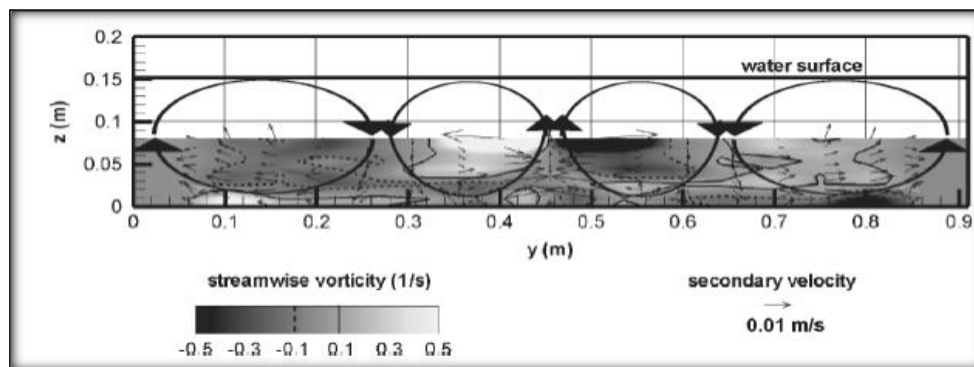 0.2
water surface
0.15
0.1
0.05
0
z (m)
0 0.1 0.2 0.3 0.4 0.5 0.6 0.7 0.8 0.9
y (m)
streamwise vorticity (1/s)
-0.5 -0.3 -0.1 0.1 0.3 0.5
secondary velocity
0.01 m/s